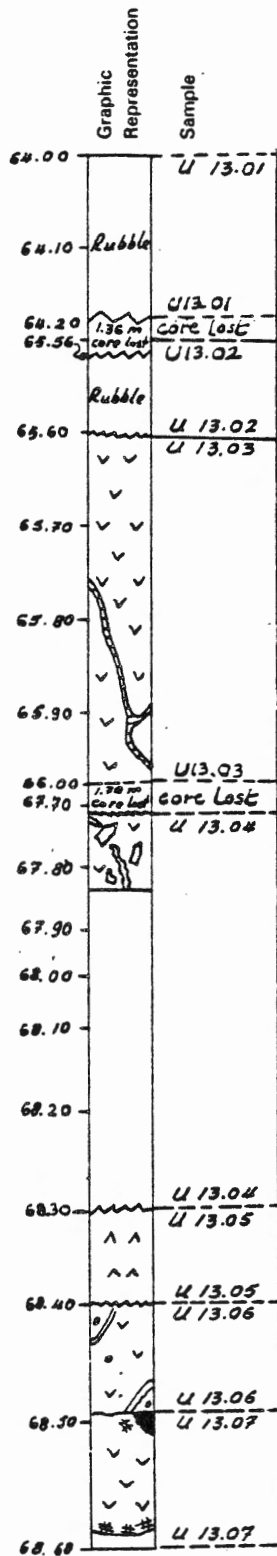 Graphic
Representation
Sample
64.00
U 13.01
64.10 Rubble
U13.01
64.20 1.36 m core lost
65.56 core lost
U13.02
Rubble
65.60 U 13.02
U 13.03
65.70
65.80
65.90
U13.03
66.00
67.70 core lost core Lost
U 13.04
67.80
67.90
68.00
68.10
68.20
U 13.04
68.30
U 13.05
U 13.05
68.40
U 13.06
U 13.06
68.50
U 13.07
U 13.07
68.60